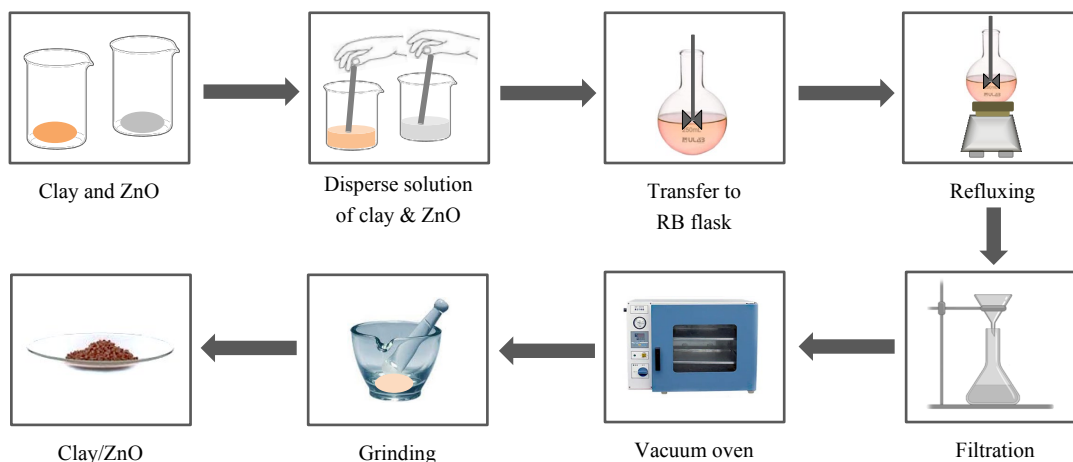 Clay and ZnO
Disperse solution
of clay & ZnO
Transfer to
RB flask
Refluxing
Clay/ZnO
Grinding
Vacuum oven
Filtration